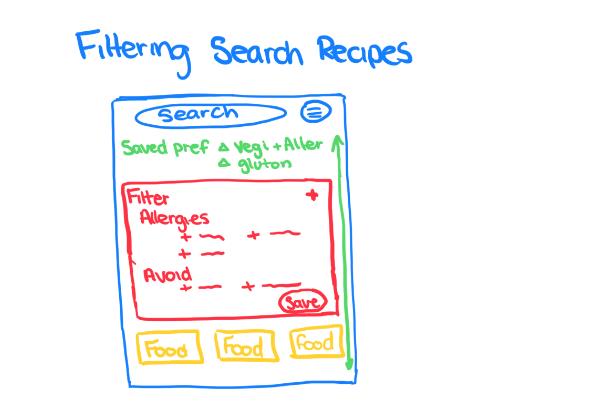 Filtering Search Recipes
Search
Saved pref △ Vegi + Aller
△ gluton
Filter +
Allergies
+ +
+
Avoid
+ +
Save
Food Food food